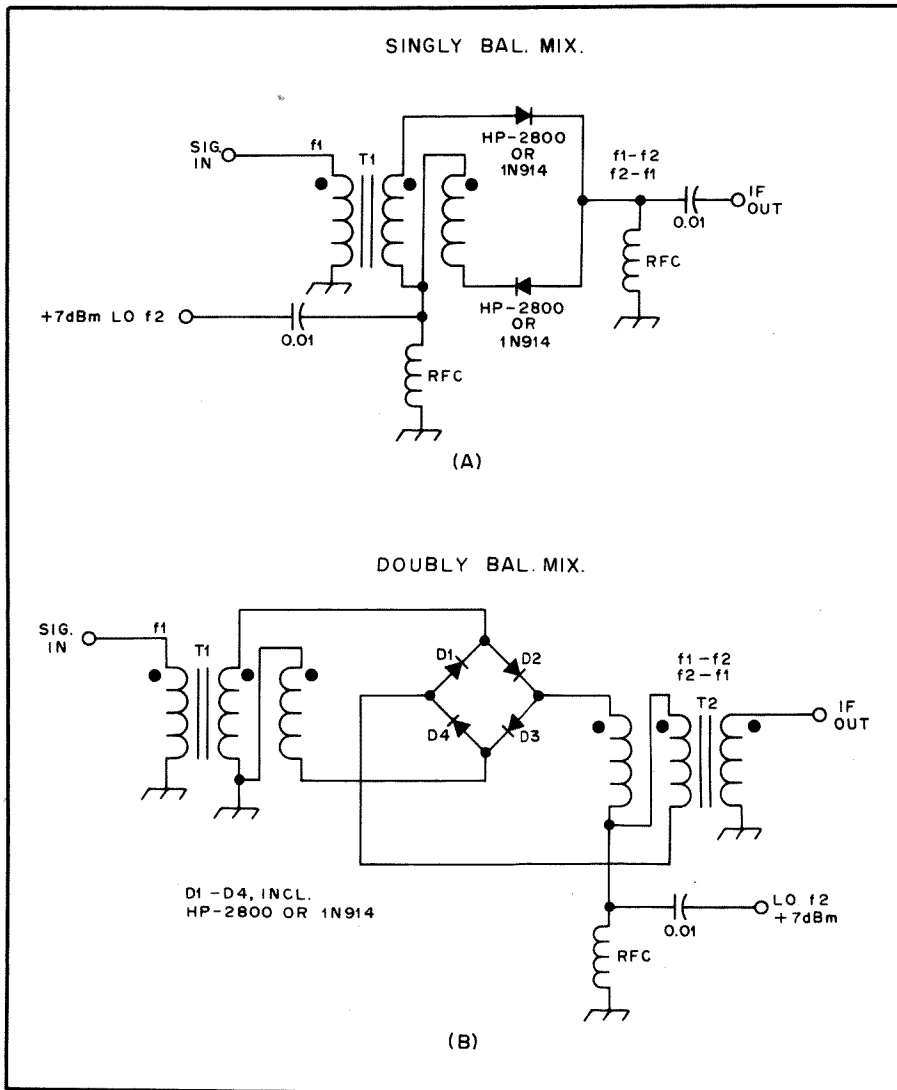 SINGLY BAL. MIX.
SIG.
IN
f1
T1
HP-2800
OR
1N914
f1-f2
f2-f1
0.01
IF
OUT
RFC
HP-2800
OR
1N914
+7dBm LO f2
0.01
RFC
(A)
DOUBLY BAL. MIX.
SIG.
IN
f1
T1
D1
D2
D4
D3
f1-f2
f2-f1
T2
IF
OUT
D1-D4, INCL.
HP-2800 OR 1N914
LO f2
+7dBm
0.01
RFC
(B)